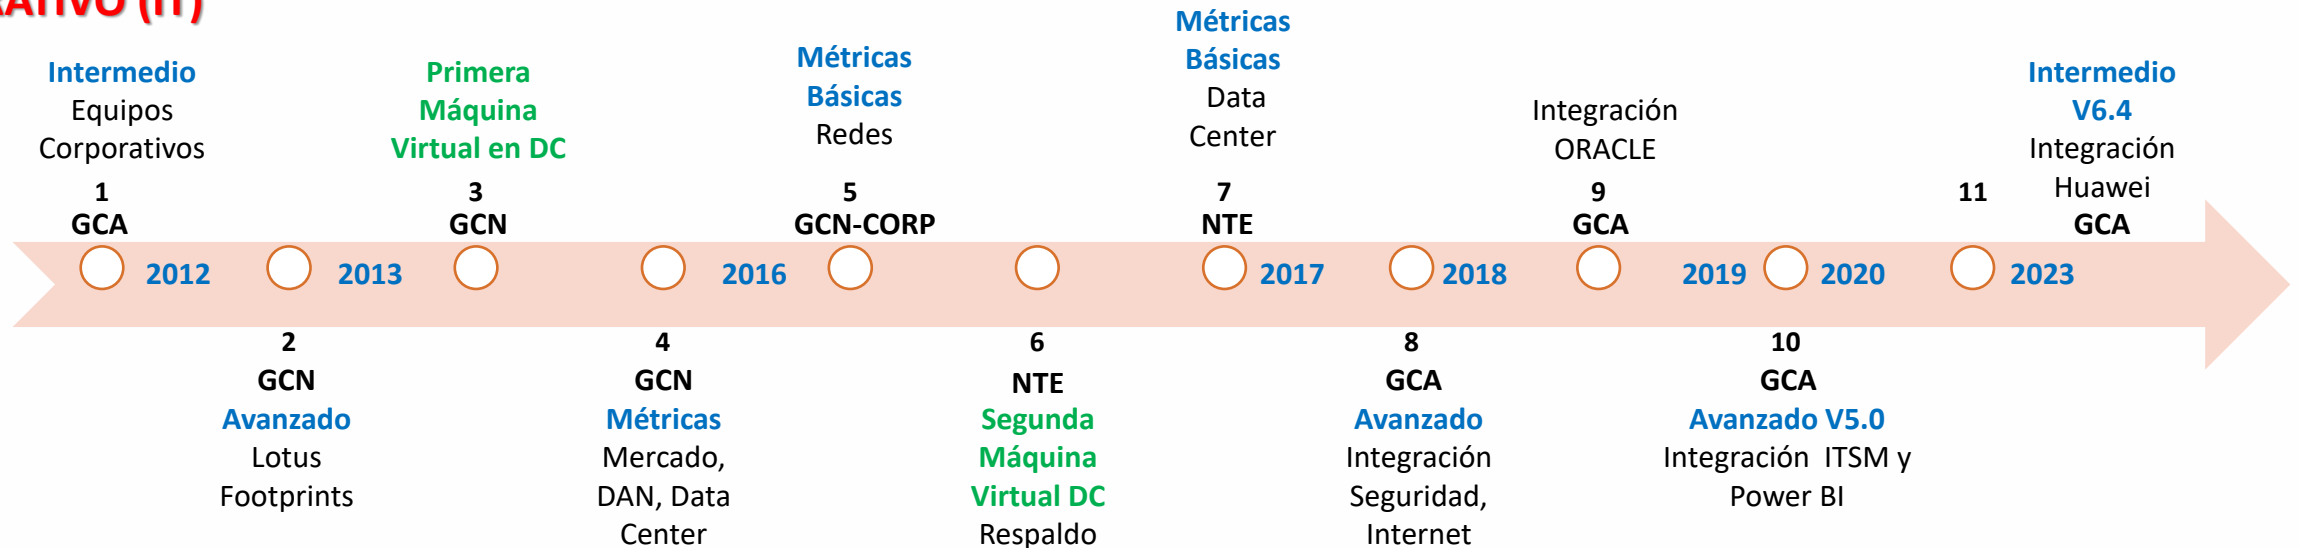 RATIVO (IT)
Intermedio
Equipos
Corporativos
1
GCA
Primera
Máquina
Virtual en DC
3
GCN
Métricas
Básicas
Redes
5
GCN-CORP
Métricas
Básicas
Data
Center
7
NTE
Integración
ORACLE
9
GCA
11
Intermedio
V6.4
Integración
Huawei
GCA
2012
2013
2016
2017
2018
2019
2020
2023
2
GCN
Avanzado
Lotus
Footprints
4
GCN
Métricas
Mercado,
DAN, Data
Center
6
NTE
Segunda
Máquina
Virtual DC
Respaldo
8
GCA
Avanzado
Integración
Seguridad,
Internet
10
GCA
Avanzado V5.0
Integración ITSM y
Power BI